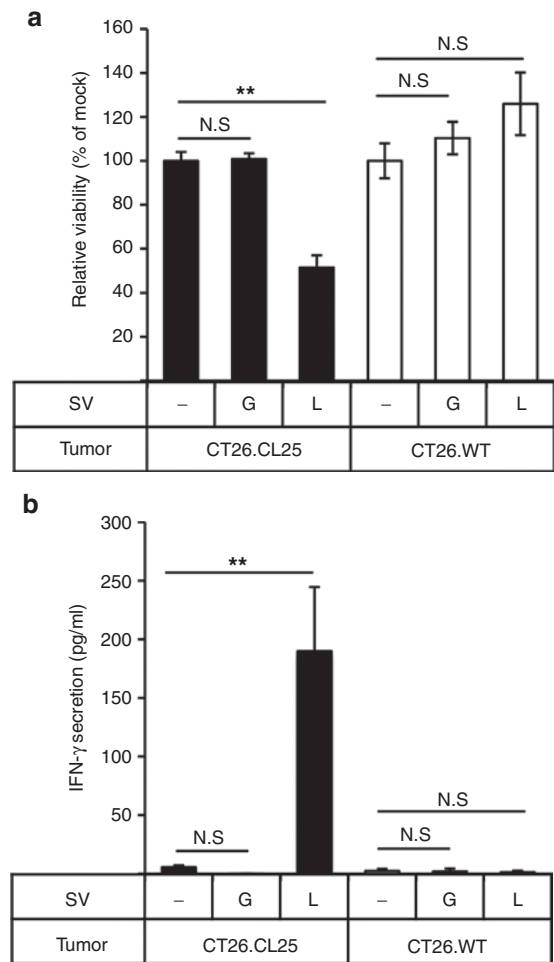 a
Relative viability (% of mock)
160
140
120
100
80
60
40
20
**
N.S
N.S
N.S
SV – G L – G L
Tumor CT26.CL25 CT26.WT
b
IFN-γ secretion (pg/ml)
300
250
200
150
100
50
**
N.S
N.S
N.S
SV – G L – G L
Tumor CT26.CL25 CT26.WT